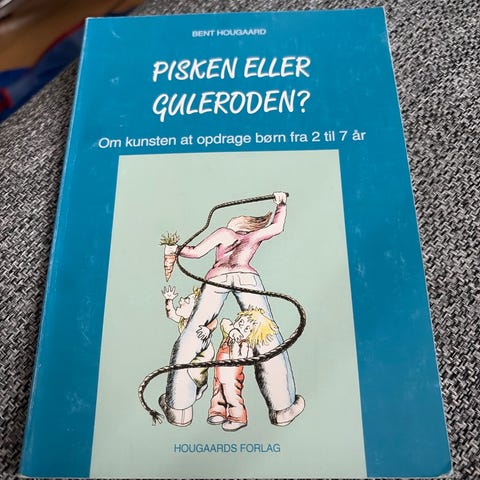 BENT HOUGAARD
PISKEN ELLER
GULERODEN?
Om kunsten at opdrage børn fra 2 til 7 år
HOUGAARDS FORLAG